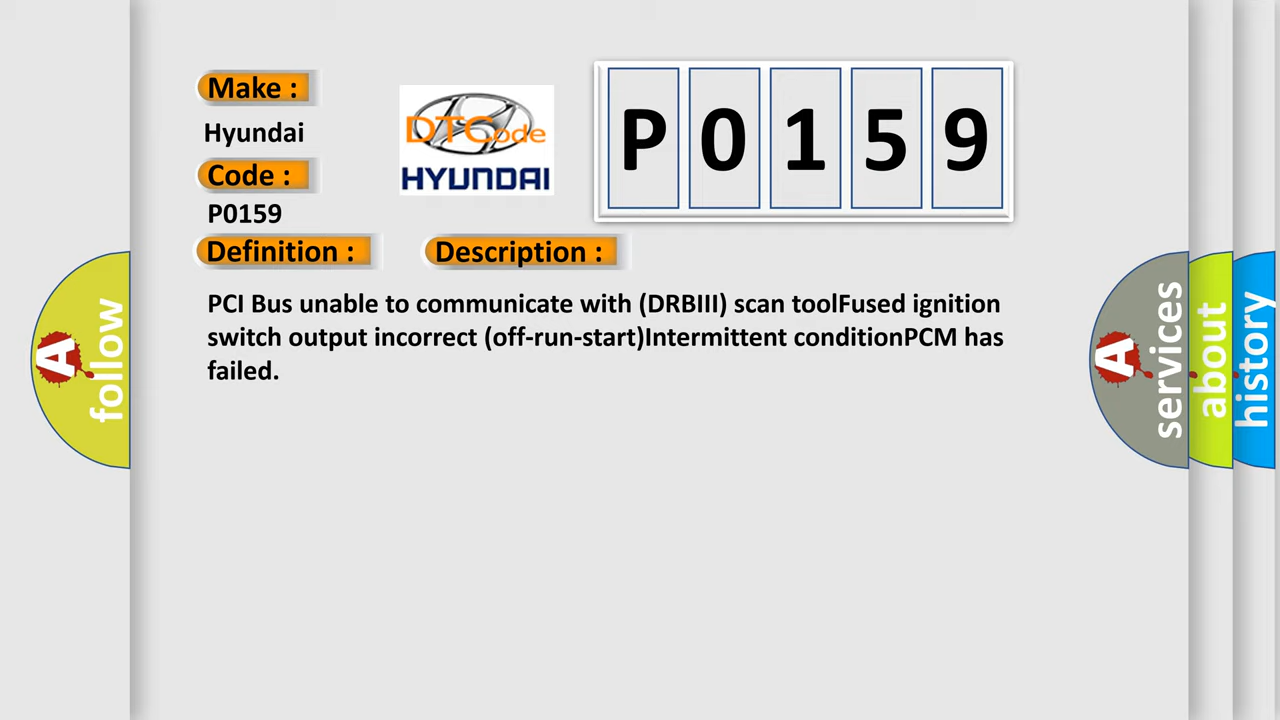 Make :
Hyundai
Code :
P0159
Definition :
Description :
PCI Bus unable to communicate with (DRBIII) scan toolFused ignition
switch output incorrect (off-run-start)Intermittent conditionPCM has
failed.
DTCode
HYUNDAI
P0159
A follow
A services
about
history